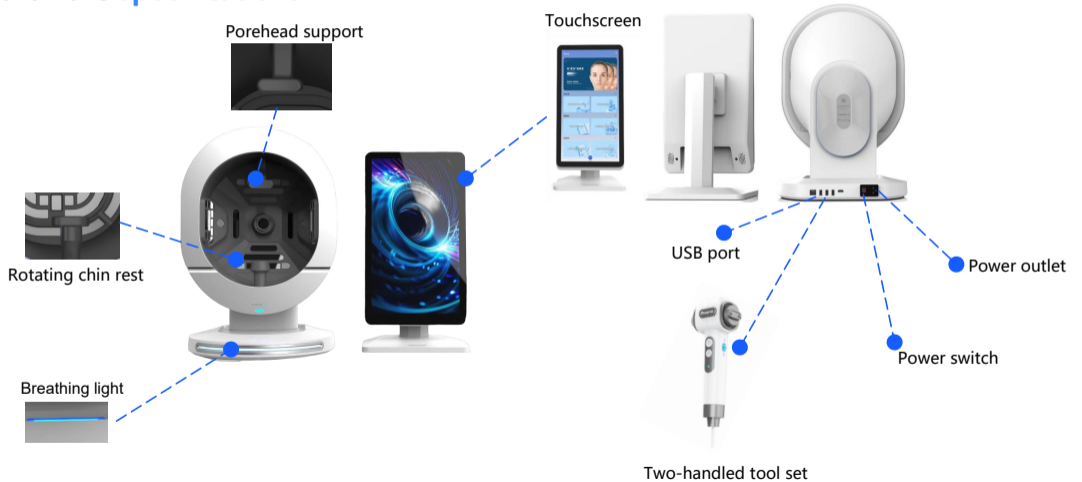 Porehead support
Touchscreen
Rotating chin rest
USB port
Power outlet
Power switch
Breathing light
Two-handled tool set